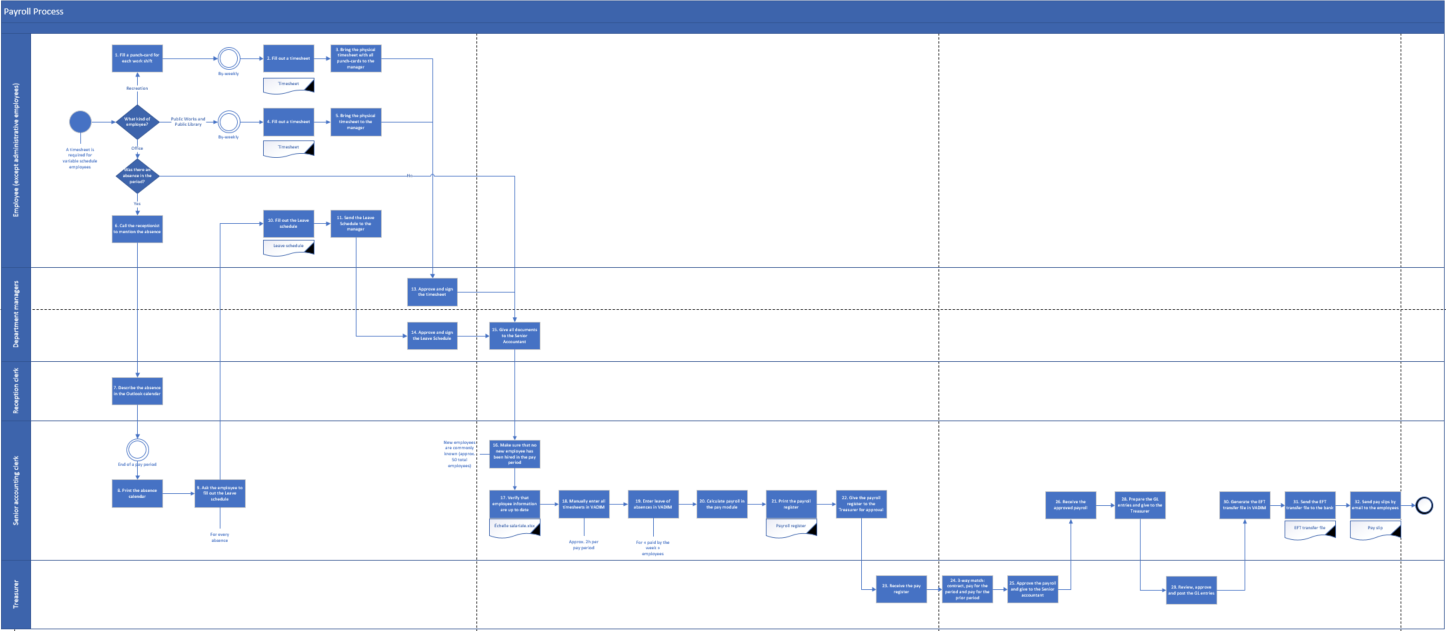 Payroll Process
Employee (except administrative employees)
1. Fill a punch-card for
each work shift
By-weekly
2. Fill out a timesheet
Timesheet
3. Bring the physical
timesheet with all
punch-cards to the
manager
Recreation
A timesheet is
required for
variable schedule
employees
What kind of
employee?
Public Works and
Public Library
By-weekly
4. Fill out a timesheet
Timesheet
5. Bring the physical
timesheet to the
manager
Office
Was there an
absence in the
period?
No
Yes
6. Call the receptionist
to mention the absence
10. Fill out the Leave
schedule
Leave schedule
11. Send the Leave
Schedule to the
manager
Department managers
13. Approve and sign
the timesheet
14. Approve and sign
the Leave Schedule
15. Give all documents
to the Senior
Accountant
Reception clerk
7. Describe the absence
in the Outlook calendar
Senior accounting clerk
End of a pay period
8. Print the absence
calendar
9. Ask the employee to
fill out the Leave
schedule
For every
absence
New employees
are commonly
known (approx.
50 total
employees)
16. Make sure that no
new employee has
been hired in the pay
period
17. Verify that
employee information
are up to date
18. Manually enter all
timesheets in VADIM
Approx. 3h per
pay period
19. Enter leave of
absences in VADIM
employees
20. Calculate payroll in
the pay module
21. Print the payroll
register
Payroll register
22. Give the payroll
register to the
Treasurer for approval
26. Receive the
approved payroll
28. Prepare the GL
entries and give to the
Treasurer
30. Generate the EFT
transfer file in VADIM
31. Send the EFT
transfer file to the bank
EFT transfer file
32. Send pay slips by
email to the employees
Pay slip
Treasurer
23. Receive the pay
register
24. 3-way match:
contract, pay for the
period and pay for the
prior period
25. Approve the payroll
and give to the Senior
accountant
29. Review, approve
and post the GL entries